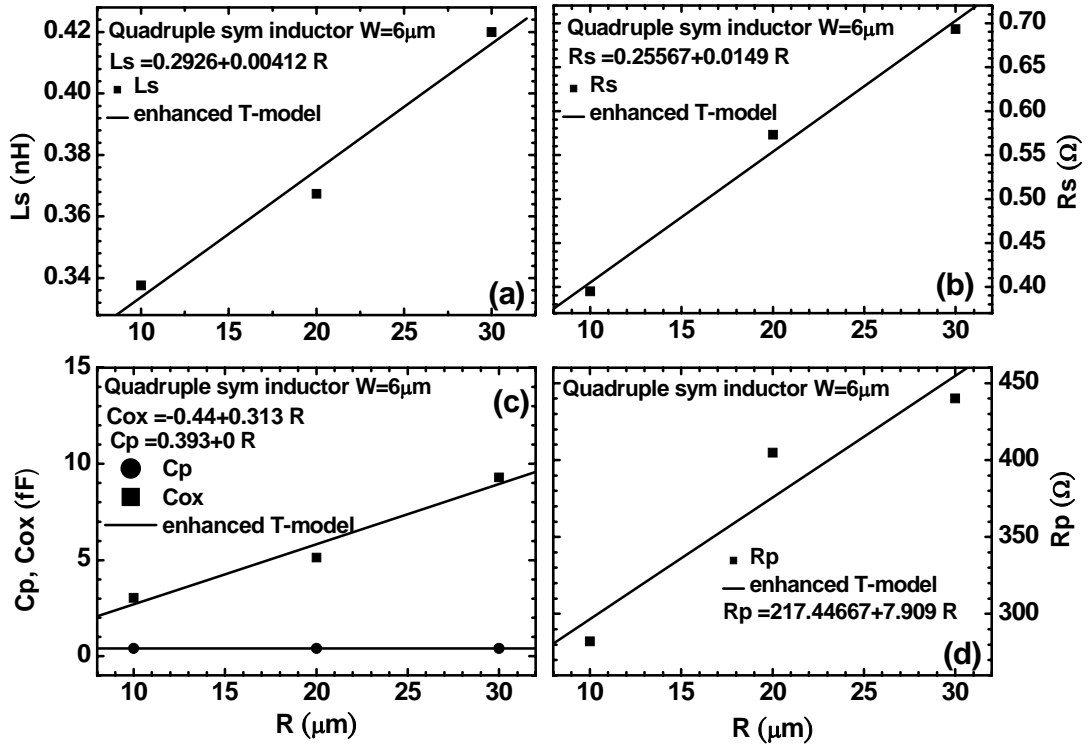 Quadruple sym inductor W=6μm
Ls =0.2926+0.00412 R
Ls
enhanced T-model
0.42
0.40
0.38
0.36
0.34
Ls (nH)
10 15 20 25 30
(a)
Quadruple sym inductor W=6μm
Rs =0.25567+0.0149 R
Rs
enhanced T-model
0.70
0.65
0.60
0.55
0.50
0.45
0.40
Rs (Ω)
10 15 20 25 30
(b)
Quadruple sym inductor W=6μm
Cox =-0.44+0.313 R
Cp =0.393+0 R
Cp
Cox
enhanced T-model
(c)
15
10
5
0
Cp, Cox (fF)
10 15 20 25 30
R (μm)
Quadruple sym inductor W=6μm
Rp
enhanced T-model
Rp =217.44667+7.909 R
450
400
350
300
Rp (Ω)
(d)
10 15 20 25 30
R (μm)